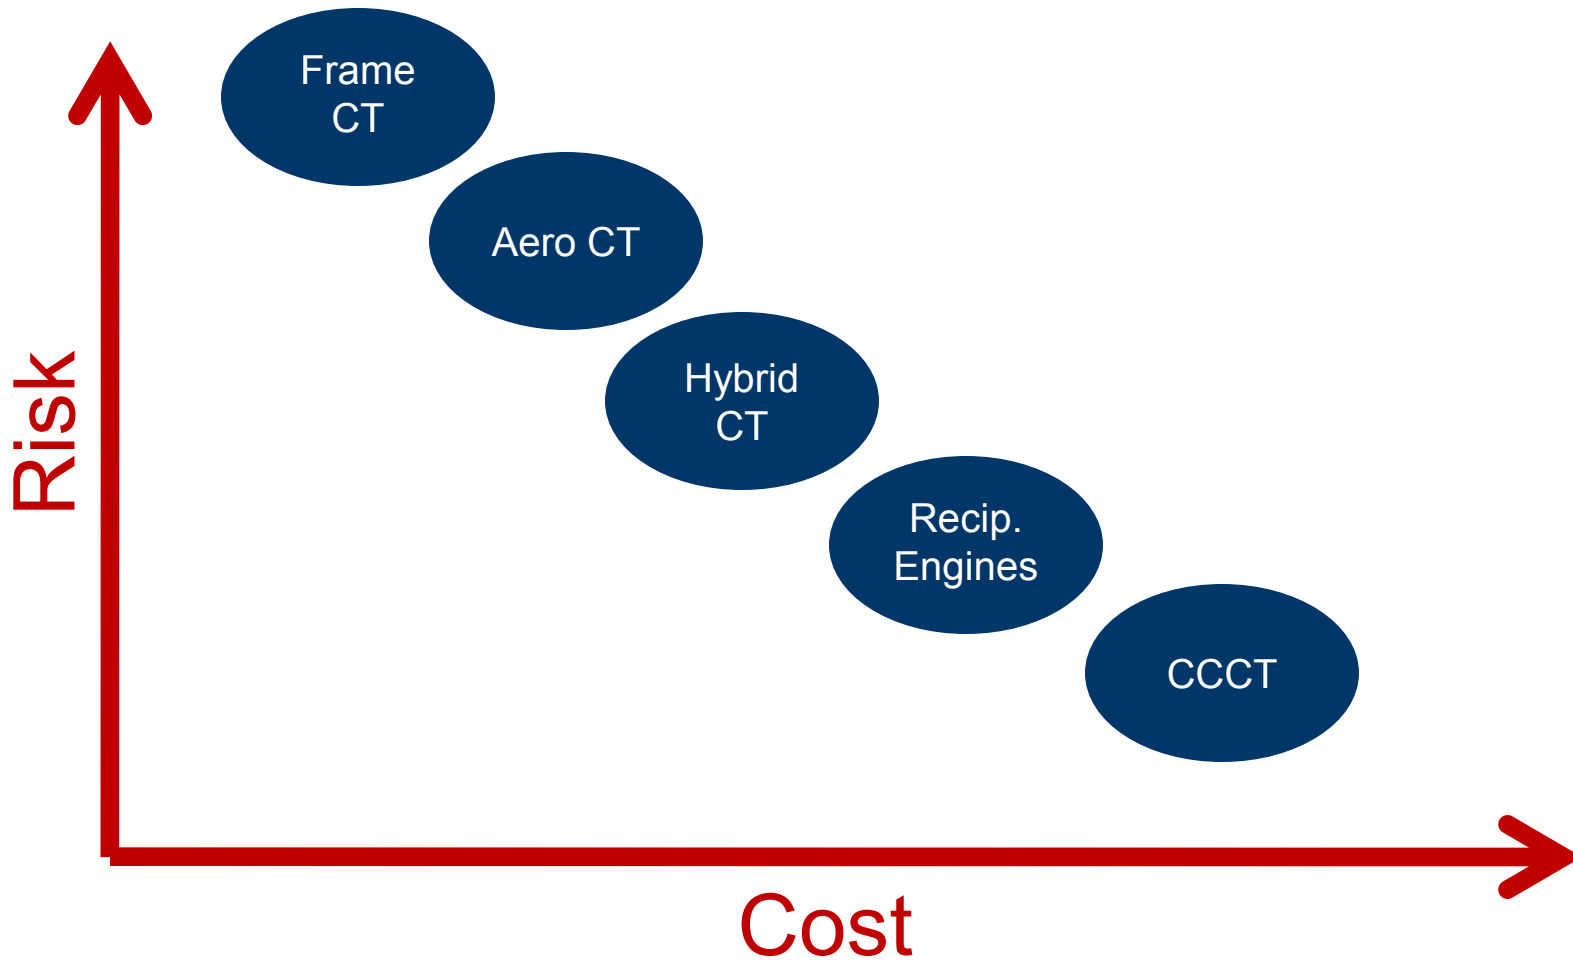 Frame
CT
Aero CT
Hybrid
CT
Recip.
Engines
CCCT
Risk
Cost